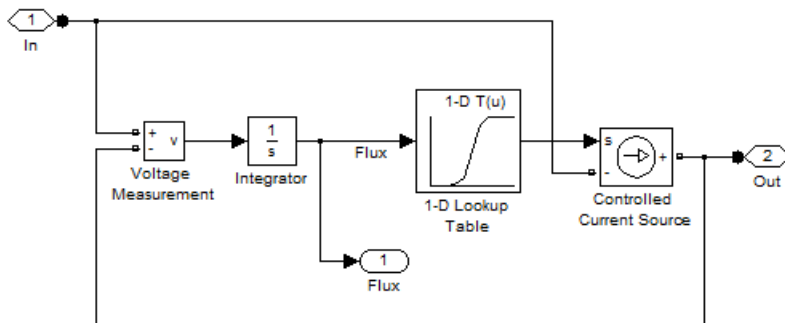 1
In
+
-
v
Voltage
Measurement
1
s
Integrator
Flux
1-D T(u)
1-D Lookup
Table
s
-
+
Controlled
Current Source
2
Out
1
Flux